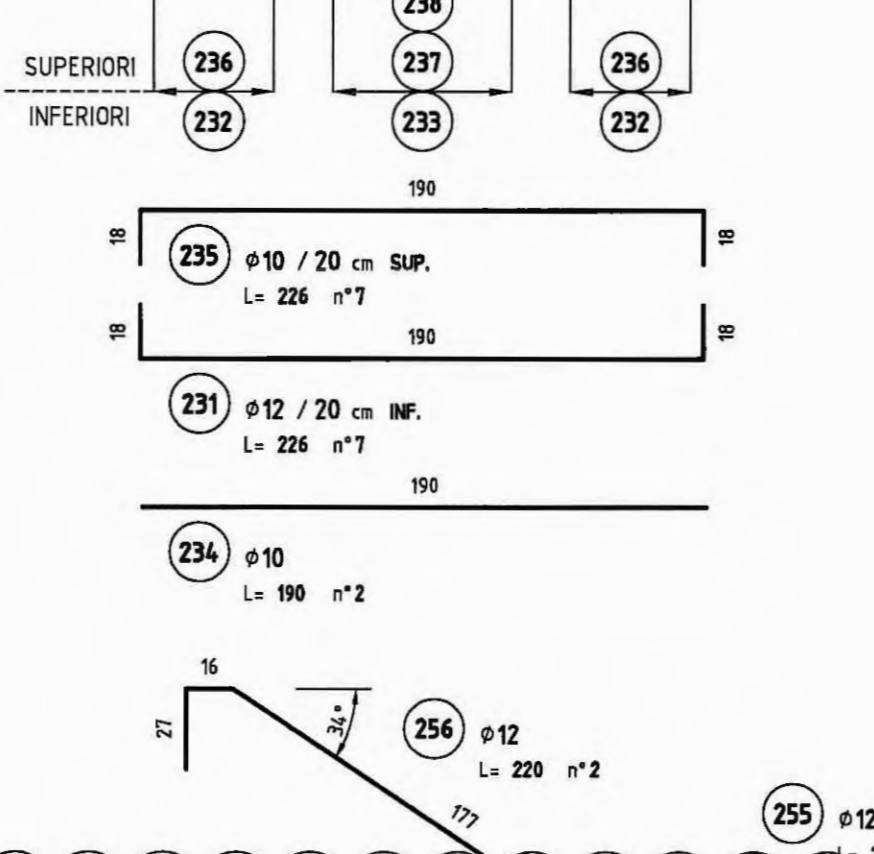 238
SUPERIORI 236 237 236
INFERIORI 232 233 232
190
18 18
235 φ10 / 20 cm SUP.
L= 226 n°7
18 18
190
231 φ12 / 20 cm INF.
L= 226 n°7
190
234 φ10
L= 190 n°2
16
27
34°
256 φ12
L= 220 n°2
177
255 φ12